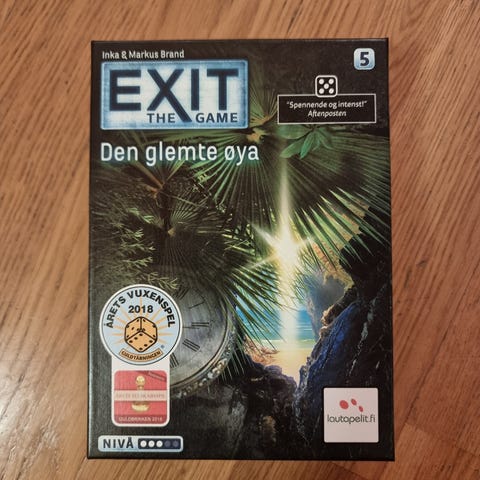 Inka & Markus Brand
5
EXIT
THE GAME
"Spennende og intenst!"
Aftenposten
Den glemte øya
ÅRETS VUXENSPEL
2018
GULDTÄRNINGEN
GULDBRIKKEN 2018
lautapelit.fi
NIVÅ